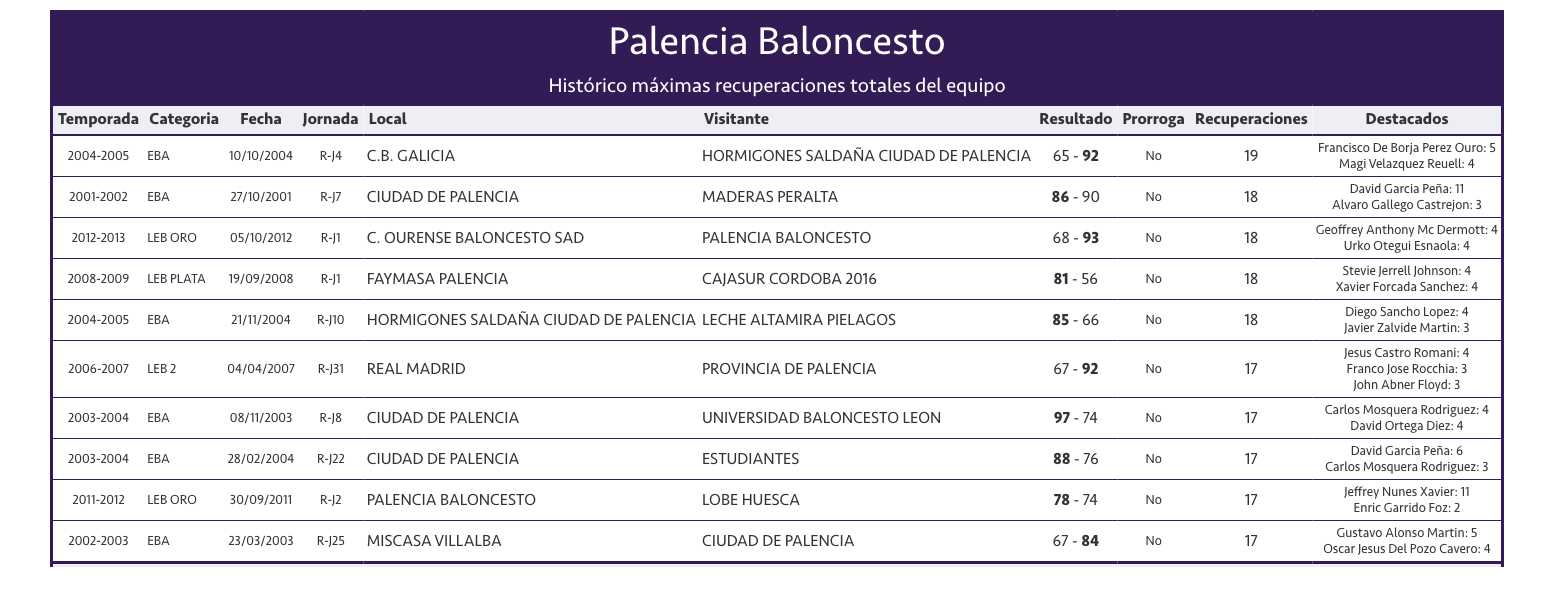 Palencia Baloncesto
Histórico máximas recuperaciones totales del equipo
Temporada Categoria Fecha Jornada Local Visitante Resultado Prorroga Recuperaciones Destacados
2004-2005 EBA 10/10/2004 R-J4 C.B. GALICIA HORMIGONES SALDAÑA CIUDAD DE PALENCIA 65 - 92 No 19 Francisco De Borja Perez Ouro: 5
Magi Velazquez Reuell: 4
2001-2002 EBA 27/10/2001 R-J7 CIUDAD DE PALENCIA MADERAS PERALTA 86 - 90 No 18 David Garcia Peña: 11
Alvaro Gallego Castrejon: 3
2012-2013 LEB ORO 05/10/2012 R-J1 C. OURENSE BALONCESTO SAD PALENCIA BALONCESTO 68 - 93 No 18 Geoffrey Anthony Mc Dermott: 4
Urko Otegui Esnaola: 4
2008-2009 LEB PLATA 19/09/2008 R-J1 FAYMASA PALENCIA CAJASUR CORDOBA 2016 81 - 56 No 18 Stevie Jerrell Johnson: 4
Xavier Forcada Sanchez: 4
2004-2005 EBA 21/11/2004 R-J10 HORMIGONES SALDAÑA CIUDAD DE PALENCIA LECHE ALTAMIRA PIELAGOS 85 - 66 No 18 Diego Sancho Lopez: 4
Javier Zalvide Martin: 3
2006-2007 LEB 2 04/04/2007 R-J31 REAL MADRID PROVINCIA DE PALENCIA 67 - 92 No 17 Jesus Castro Romani: 4
Franco Jose Rocchia: 3
John Abner Floyd: 3
2003-2004 EBA 08/11/2003 R-J8 CIUDAD DE PALENCIA UNIVERSIDAD BALONCESTO LEON 97 - 74 No 17 Carlos Mosquera Rodriguez: 4
David Ortega Diez: 4
2003-2004 EBA 28/02/2004 R-J22 CIUDAD DE PALENCIA ESTUDIANTES 88 - 76 No 17 David Garcia Peña: 6
Carlos Mosquera Rodriguez: 3
2011-2012 LEB ORO 30/09/2011 R-J2 PALENCIA BALONCESTO LOBE HUESCA 78 - 74 No 17 Jeffrey Nunes Xavier: 11
Enric Garrido Foz: 2
2002-2003 EBA 23/03/2003 R-J25 MISCASA VILLALBA CIUDAD DE PALENCIA 67 - 84 No 17 Gustavo Alonso Martin: 5
Oscar Jesus Del Pozo Cavero: 4